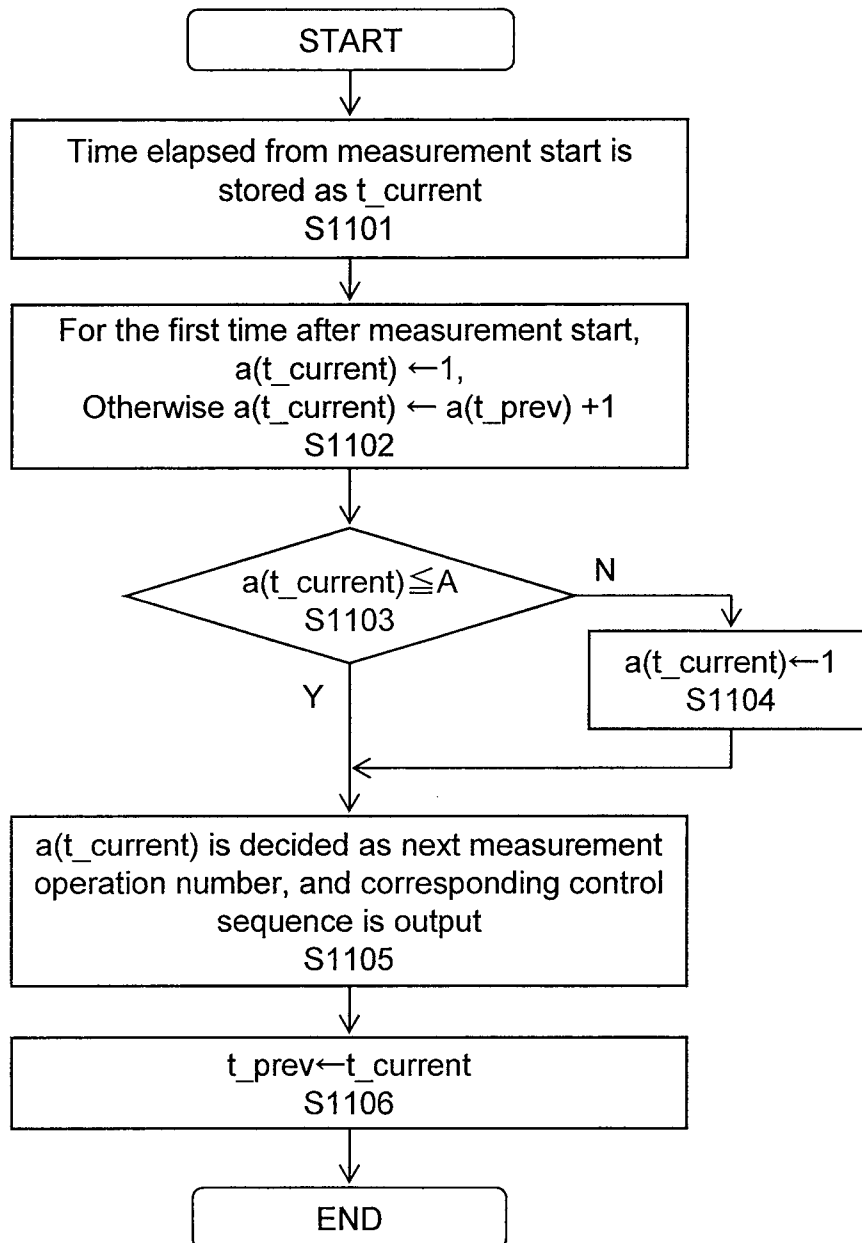 START
Time elapsed from measurement start is
stored as t_current
S1101
For the first time after measurement start,
a(t_current) ←1,
Otherwise a(t_current) ← a(t_prev) +1
S1102
a(t_current)≦A
S1103
N
a(t_current)←1
S1104
Y
a(t_current) is decided as next measurement
operation number, and corresponding control
sequence is output
S1105
t_prev←t_current
S1106
END